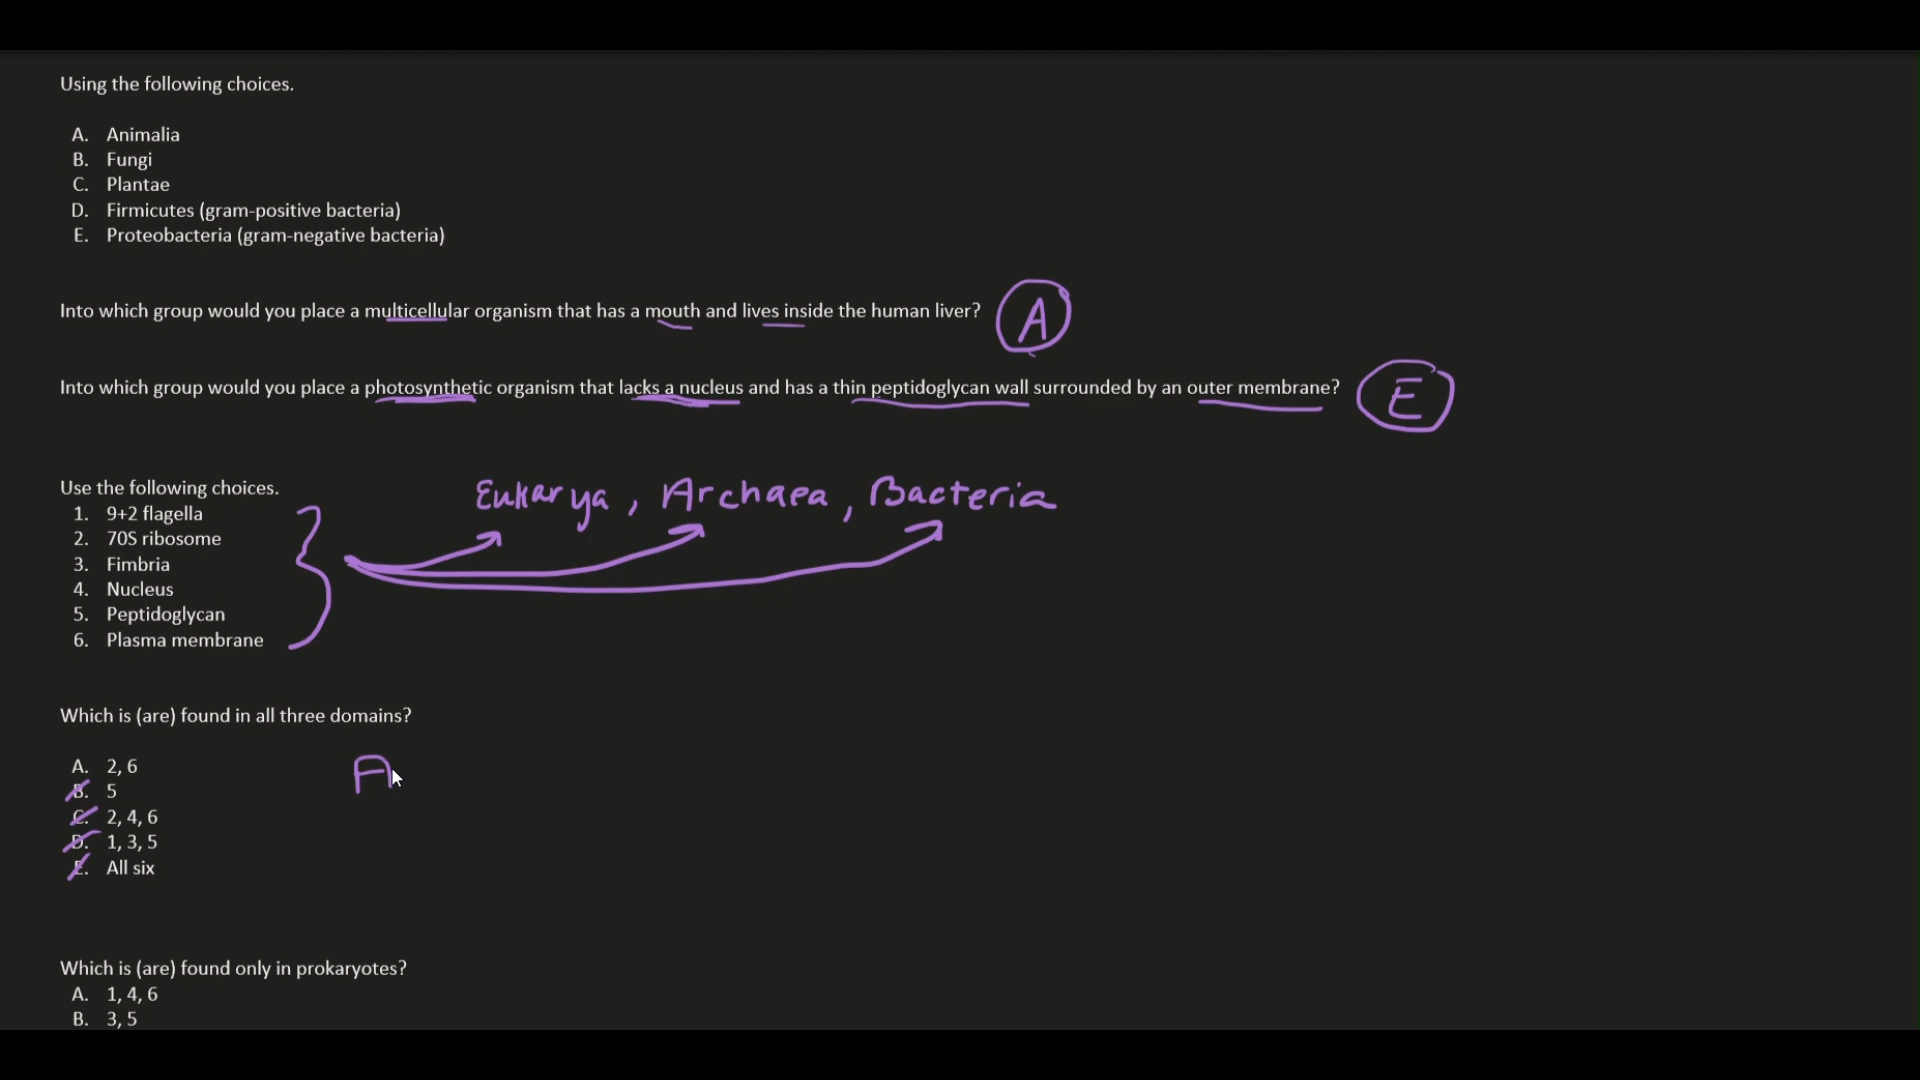 Using the following choices.
A. Animalia
B. Fungi
C. Plantae
D. Firmicutes (gram-positive bacteria)
E. Proteobacteria (gram-negative bacteria)
Into which group would you place a multicellular organism that has a mouth and lives inside the human liver? A
Into which group would you place a photosynthetic organism that lacks a nucleus and has a thin peptidoglycan wall surrounded by an outer membrane? E
Use the following choices.
Eukarya, Archaea, Bacteria
1. 9+2 flagella
2. 70S ribosome
3. Fimbria
4. Nucleus
5. Peptidoglycan
6. Plasma membrane
Which is (are) found in all three domains?
A. 2, 6
A
B. 5
C. 2, 4, 6
D. 1, 3, 5
E. All six
Which is (are) found only in prokaryotes?
A. 1, 4, 6
B. 3, 5